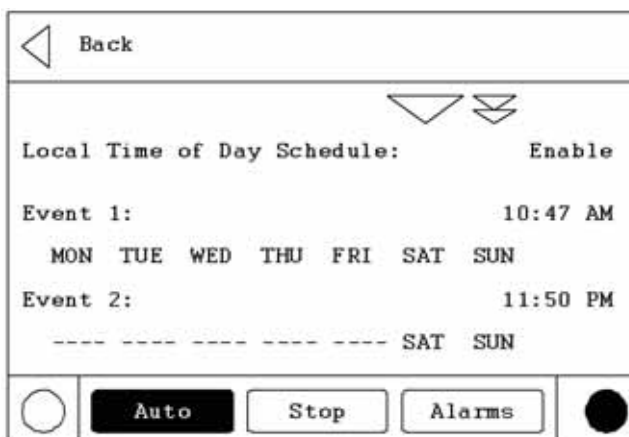 Back
Local Time of Day Schedule: Enable
Event 1: 10:47 AM
MON TUE WED THU FRI SAT SUN
Event 2: 11:50 PM
---- ---- ---- ---- ---- SAT SUN
Auto Stop Alarms